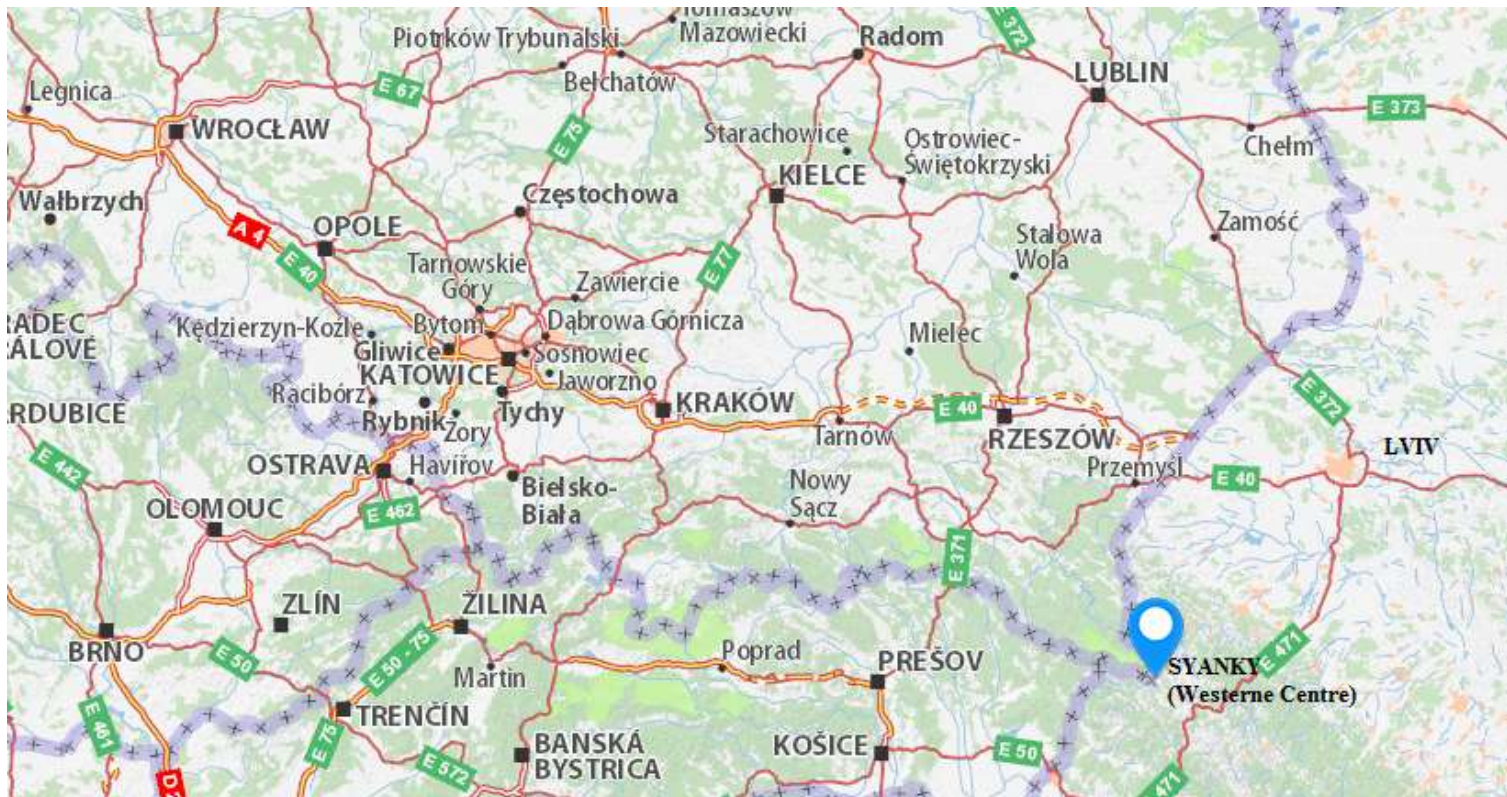 Tomaszów
Mazowiecki
Piotrków Trybunalski
Bełchatów
Radom
E 372
LUBLIN
Legnica
E 67
WROCŁAW
E 75
Starachowice
Ostrowiec-
Świętokrzyski
E 373
Chełm
KIELCE
Wałbrzych
Częstochowa
A 4
OPOLE
E 40
E 77
Stalowa
Wola
Zamość
Tarnowskie
Góry
Zawiercie
RADEC
RÁLOVÉ
Kędzierzyn-Koźle
Bytom
Dąbrowa Górnicza
Mielec
Gliwice
Sosnowiec
KATOWICE
Jaworzno
Racibórz
Rybnik
Żory
Tychy
KRAKÓW
Tarnów
E 40
RZESZÓW
E 372
ARDUBICE
E 442
OSTRAVA
Havířov
Bielsko-
Biała
Nowy
Sącz
Przemyśl
E 40
LVIV
OLOMOUC
E 462
E 371
ZLÍN
ŽILINA
BRNO
E 50
E 50 - 75
Martin
Poprad
PREŠOV
SYANKY
(Westerne Centre)
E 471
E 461
TRENČÍN
E 75
E 572
BANSKÁ
BYSTRICA
KOŠICE
E 50
471